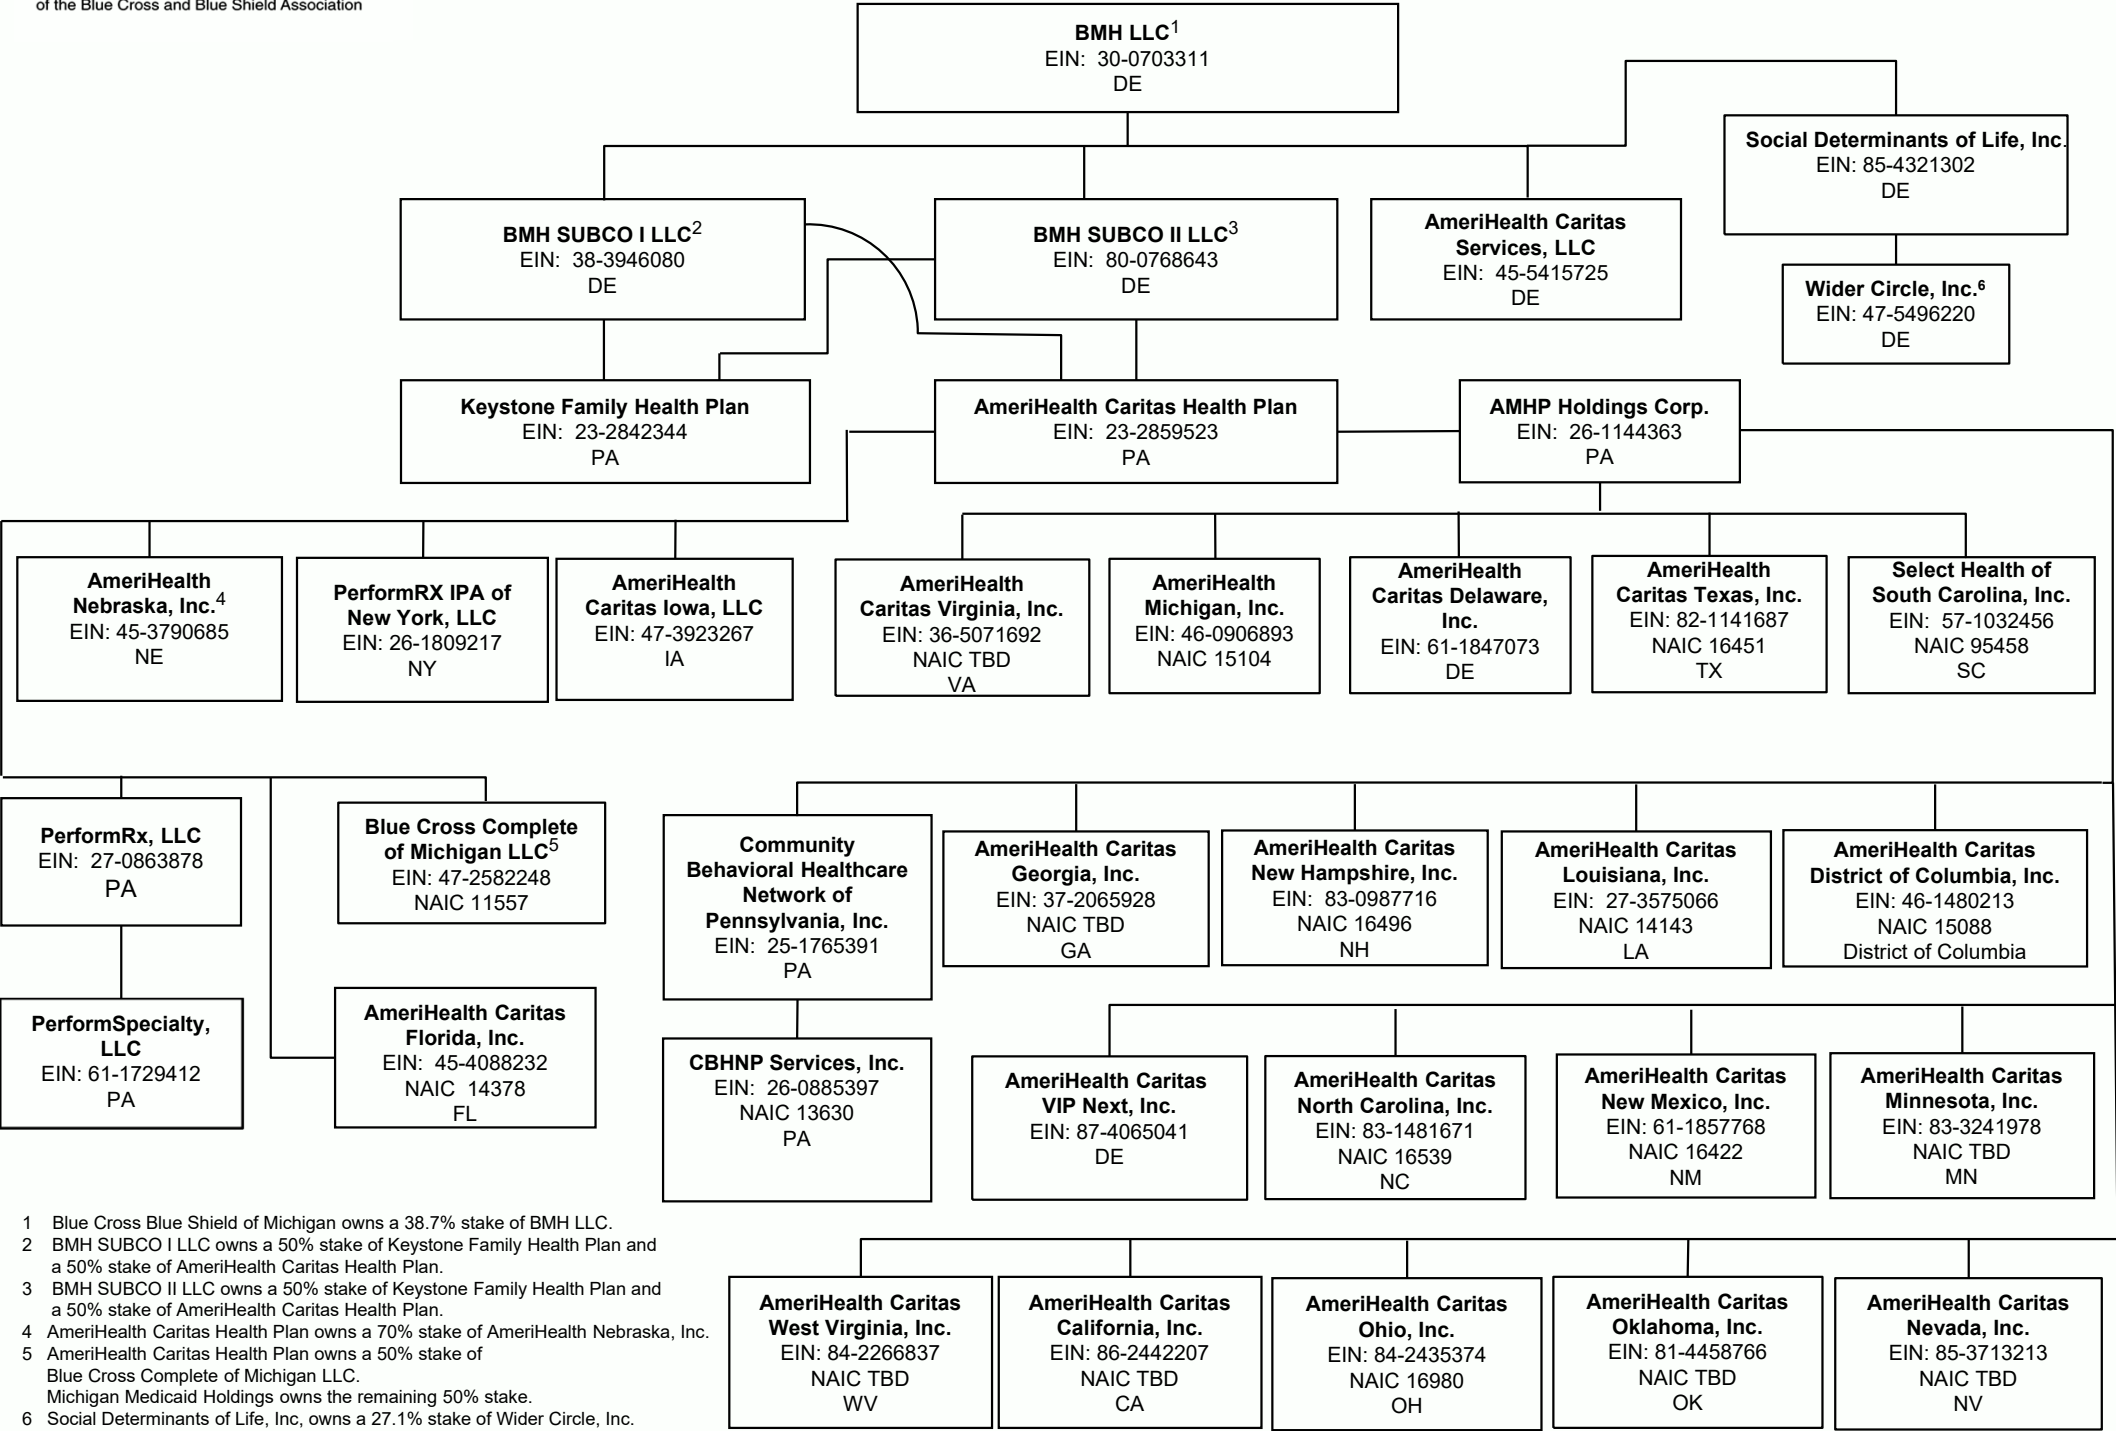 of the Blue Cross and Blue Shield Association
BMH LLC1
EIN: 30-0703311
DE
Social Determinants of Life, Inc.
EIN: 85-4321302
DE
BMH SUBCO I LLC2
EIN: 38-3946080
DE
BMH SUBCO II LLC3
EIN: 80-0768643
DE
AmeriHealth Caritas
Services, LLC
EIN: 45-5415725
DE
Wider Circle, Inc.6
EIN: 47-5496220
DE
Keystone Family Health Plan
EIN: 23-2842344
PA
AmeriHealth Caritas Health Plan
EIN: 23-2859523
PA
AMHP Holdings Corp.
EIN: 26-1144363
PA
AmeriHealth
Nebraska, Inc.4
EIN: 45-3790685
NE
PerformRX IPA of
New York, LLC
EIN: 26-1809217
NY
AmeriHealth
Caritas Iowa, LLC
EIN: 47-3923267
IA
AmeriHealth
Caritas Virginia, Inc.
EIN: 36-5071692
NAIC TBD
VA
AmeriHealth
Michigan, Inc.
EIN: 46-0906893
NAIC 15104
AmeriHealth
Caritas Delaware,
Inc.
EIN: 61-1847073
DE
AmeriHealth
Caritas Texas, Inc.
EIN: 82-1141687
NAIC 16451
TX
Select Health of
South Carolina, Inc.
EIN: 57-1032456
NAIC 95458
SC
PerformRx, LLC
EIN: 27-0863878
PA
Blue Cross Complete
of Michigan LLC5
EIN: 47-2582248
NAIC 11557
Community
Behavioral Healthcare
Network of
Pennsylvania, Inc.
EIN: 25-1765391
PA
AmeriHealth Caritas
Georgia, Inc.
EIN: 37-2065928
NAIC TBD
GA
AmeriHealth Caritas
New Hampshire, Inc.
EIN: 83-0987716
NAIC 16496
NH
AmeriHealth Caritas
Louisiana, Inc.
EIN: 27-3575066
NAIC 14143
LA
AmeriHealth Caritas
District of Columbia, Inc.
EIN: 46-1480213
NAIC 15088
District of Columbia
PerformSpecialty,
LLC
EIN: 61-1729412
PA
AmeriHealth Caritas
Florida, Inc.
EIN: 45-4088232
NAIC 14378
FL
CBHNP Services, Inc.
EIN: 26-0885397
NAIC 13630
PA
AmeriHealth Caritas
VIP Next, Inc.
EIN: 87-4065041
DE
AmeriHealth Caritas
North Carolina, Inc.
EIN: 83-1481671
NAIC 16539
NC
AmeriHealth Caritas
New Mexico, Inc.
EIN: 61-1857768
NAIC 16422
NM
AmeriHealth Caritas
Minnesota, Inc.
EIN: 83-3241978
NAIC TBD
MN
1 Blue Cross Blue Shield of Michigan owns a 38.7% stake of BMH LLC.
2 BMH SUBCO I LLC owns a 50% stake of Keystone Family Health Plan and
a 50% stake of AmeriHealth Caritas Health Plan.
3 BMH SUBCO II LLC owns a 50% stake of Keystone Family Health Plan and
a 50% stake of AmeriHealth Caritas Health Plan.
4 AmeriHealth Caritas Health Plan owns a 70% stake of AmeriHealth Nebraska, Inc.
5 AmeriHealth Caritas Health Plan owns a 50% stake of
Blue Cross Complete of Michigan LLC.
Michigan Medicaid Holdings owns the remaining 50% stake.
6 Social Determinants of Life, Inc, owns a 27.1% stake of Wider Circle, Inc.
AmeriHealth Caritas
West Virginia, Inc.
EIN: 84-2266837
NAIC TBD
WV
AmeriHealth Caritas
California, Inc.
EIN: 86-2442207
NAIC TBD
CA
AmeriHealth Caritas
Ohio, Inc.
EIN: 84-2435374
NAIC 16980
OH
AmeriHealth Caritas
Oklahoma, Inc.
EIN: 81-4458766
NAIC TBD
OK
AmeriHealth Caritas
Nevada, Inc.
EIN: 85-3713213
NAIC TBD
NV